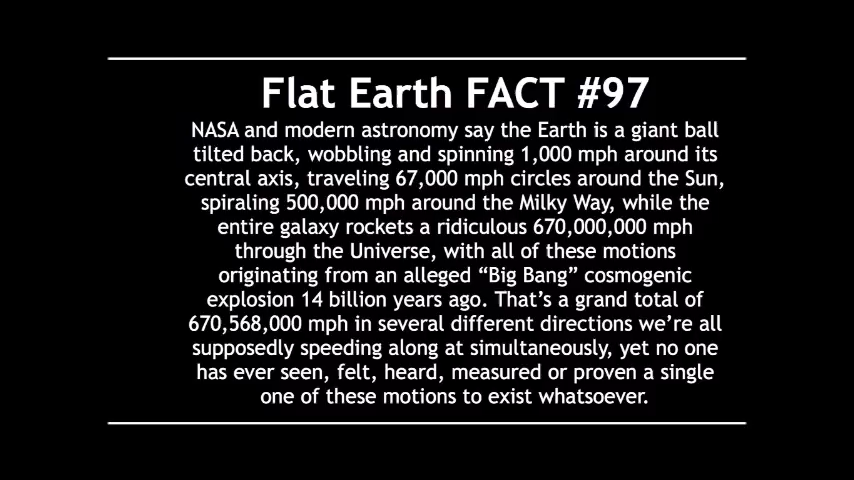 Flat Earth FACT #97
NASA and modern astronomy say the Earth is a giant ball
tilted back, wobbling and spinning 1,000 mph around its
central axis, traveling 67,000 mph circles around the Sun,
spiraling 500,000 mph around the Milky Way, while the
entire galaxy rockets a ridiculous 670,000,000 mph
through the Universe, with all of these motions
originating from an alleged “Big Bang” cosmogenic
explosion 14 billion years ago. That’s a grand total of
670,568,000 mph in several different directions we’re all
supposedly speeding along at simultaneously, yet no one
has ever seen, felt, heard, measured or proven a single
one of these motions to exist whatsoever.